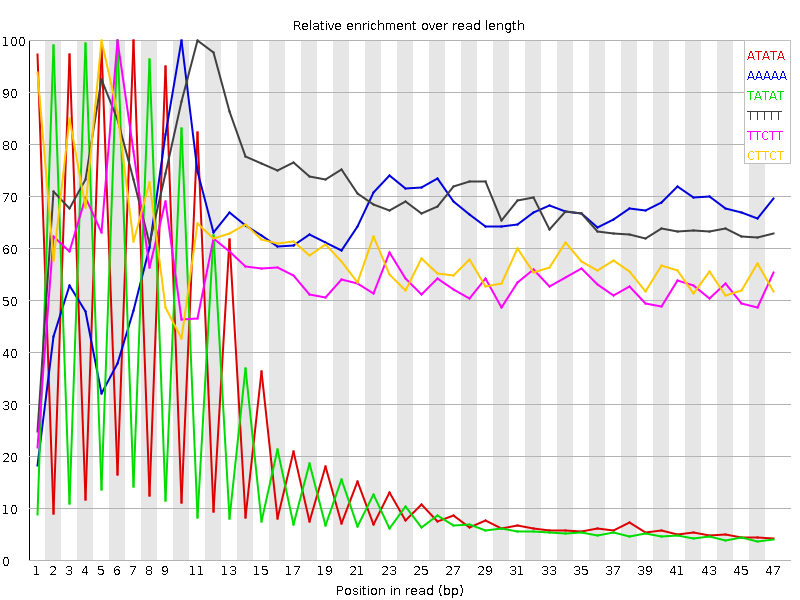 Relative enrichment over read length
100
90
80
70
60
50
40
30
20
10
0
ATATA
AAAAA
TATAT
TTTTT
TTCTT
CTTCT
1 2 3 4 5 6 7 8 9 11 13 15 17 19 21 23 25 27 29 31 33 35 37 39 41 43 45 47
Position in read (bp)